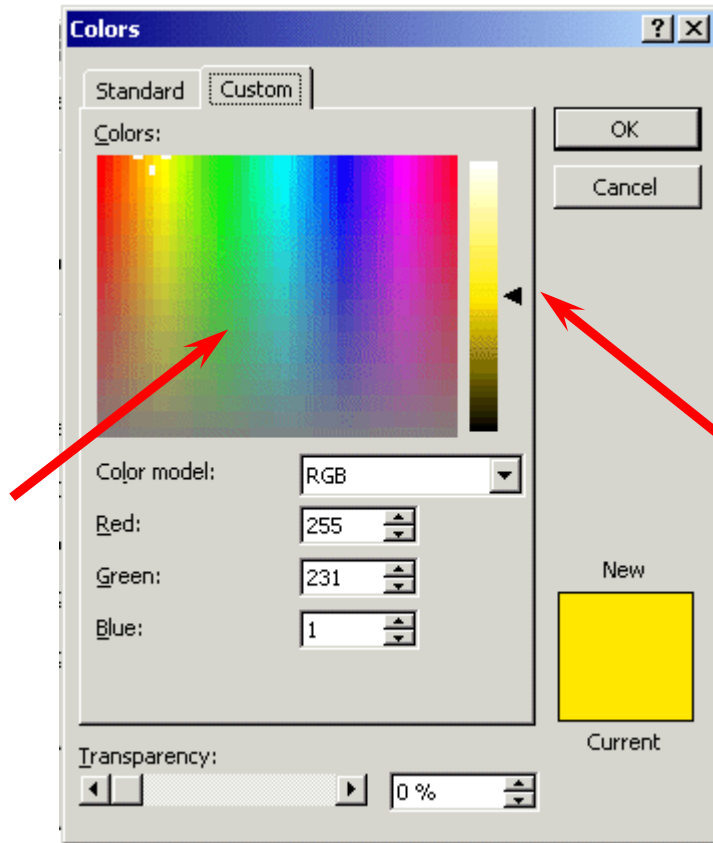 Colors
Standard Custom
Colors:
OK
Cancel
Color model: RGB
Red: 255
Green: 231
Blue: 1
New
Current
Transparency:
0 %